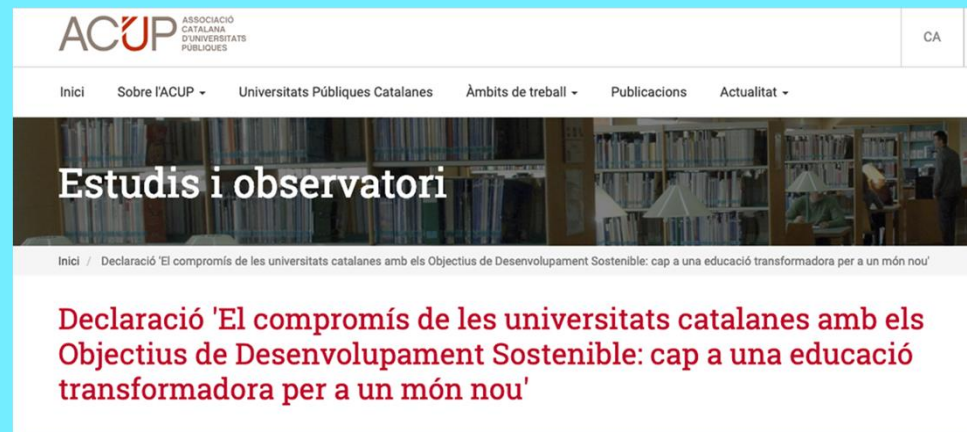 ACUP
ASSOCIACIÓ
CATALANA
D'UNIVERSITATS
PÚBLIQUES
CA
Inici Sobre l'ACUP Universitats Públiques Catalanes Àmbits de treball Publicacions Actualitat
Estudis i observatori
Inici / Declaració 'El compromís de les universitats catalanes amb els Objectius de Desenvolupament Sostenible: cap a una educació transformadora per a un món nou'
Declaració 'El compromís de les universitats catalanes amb els
Objectius de Desenvolupament Sostenible: cap a una educació
transformadora per a un món nou'